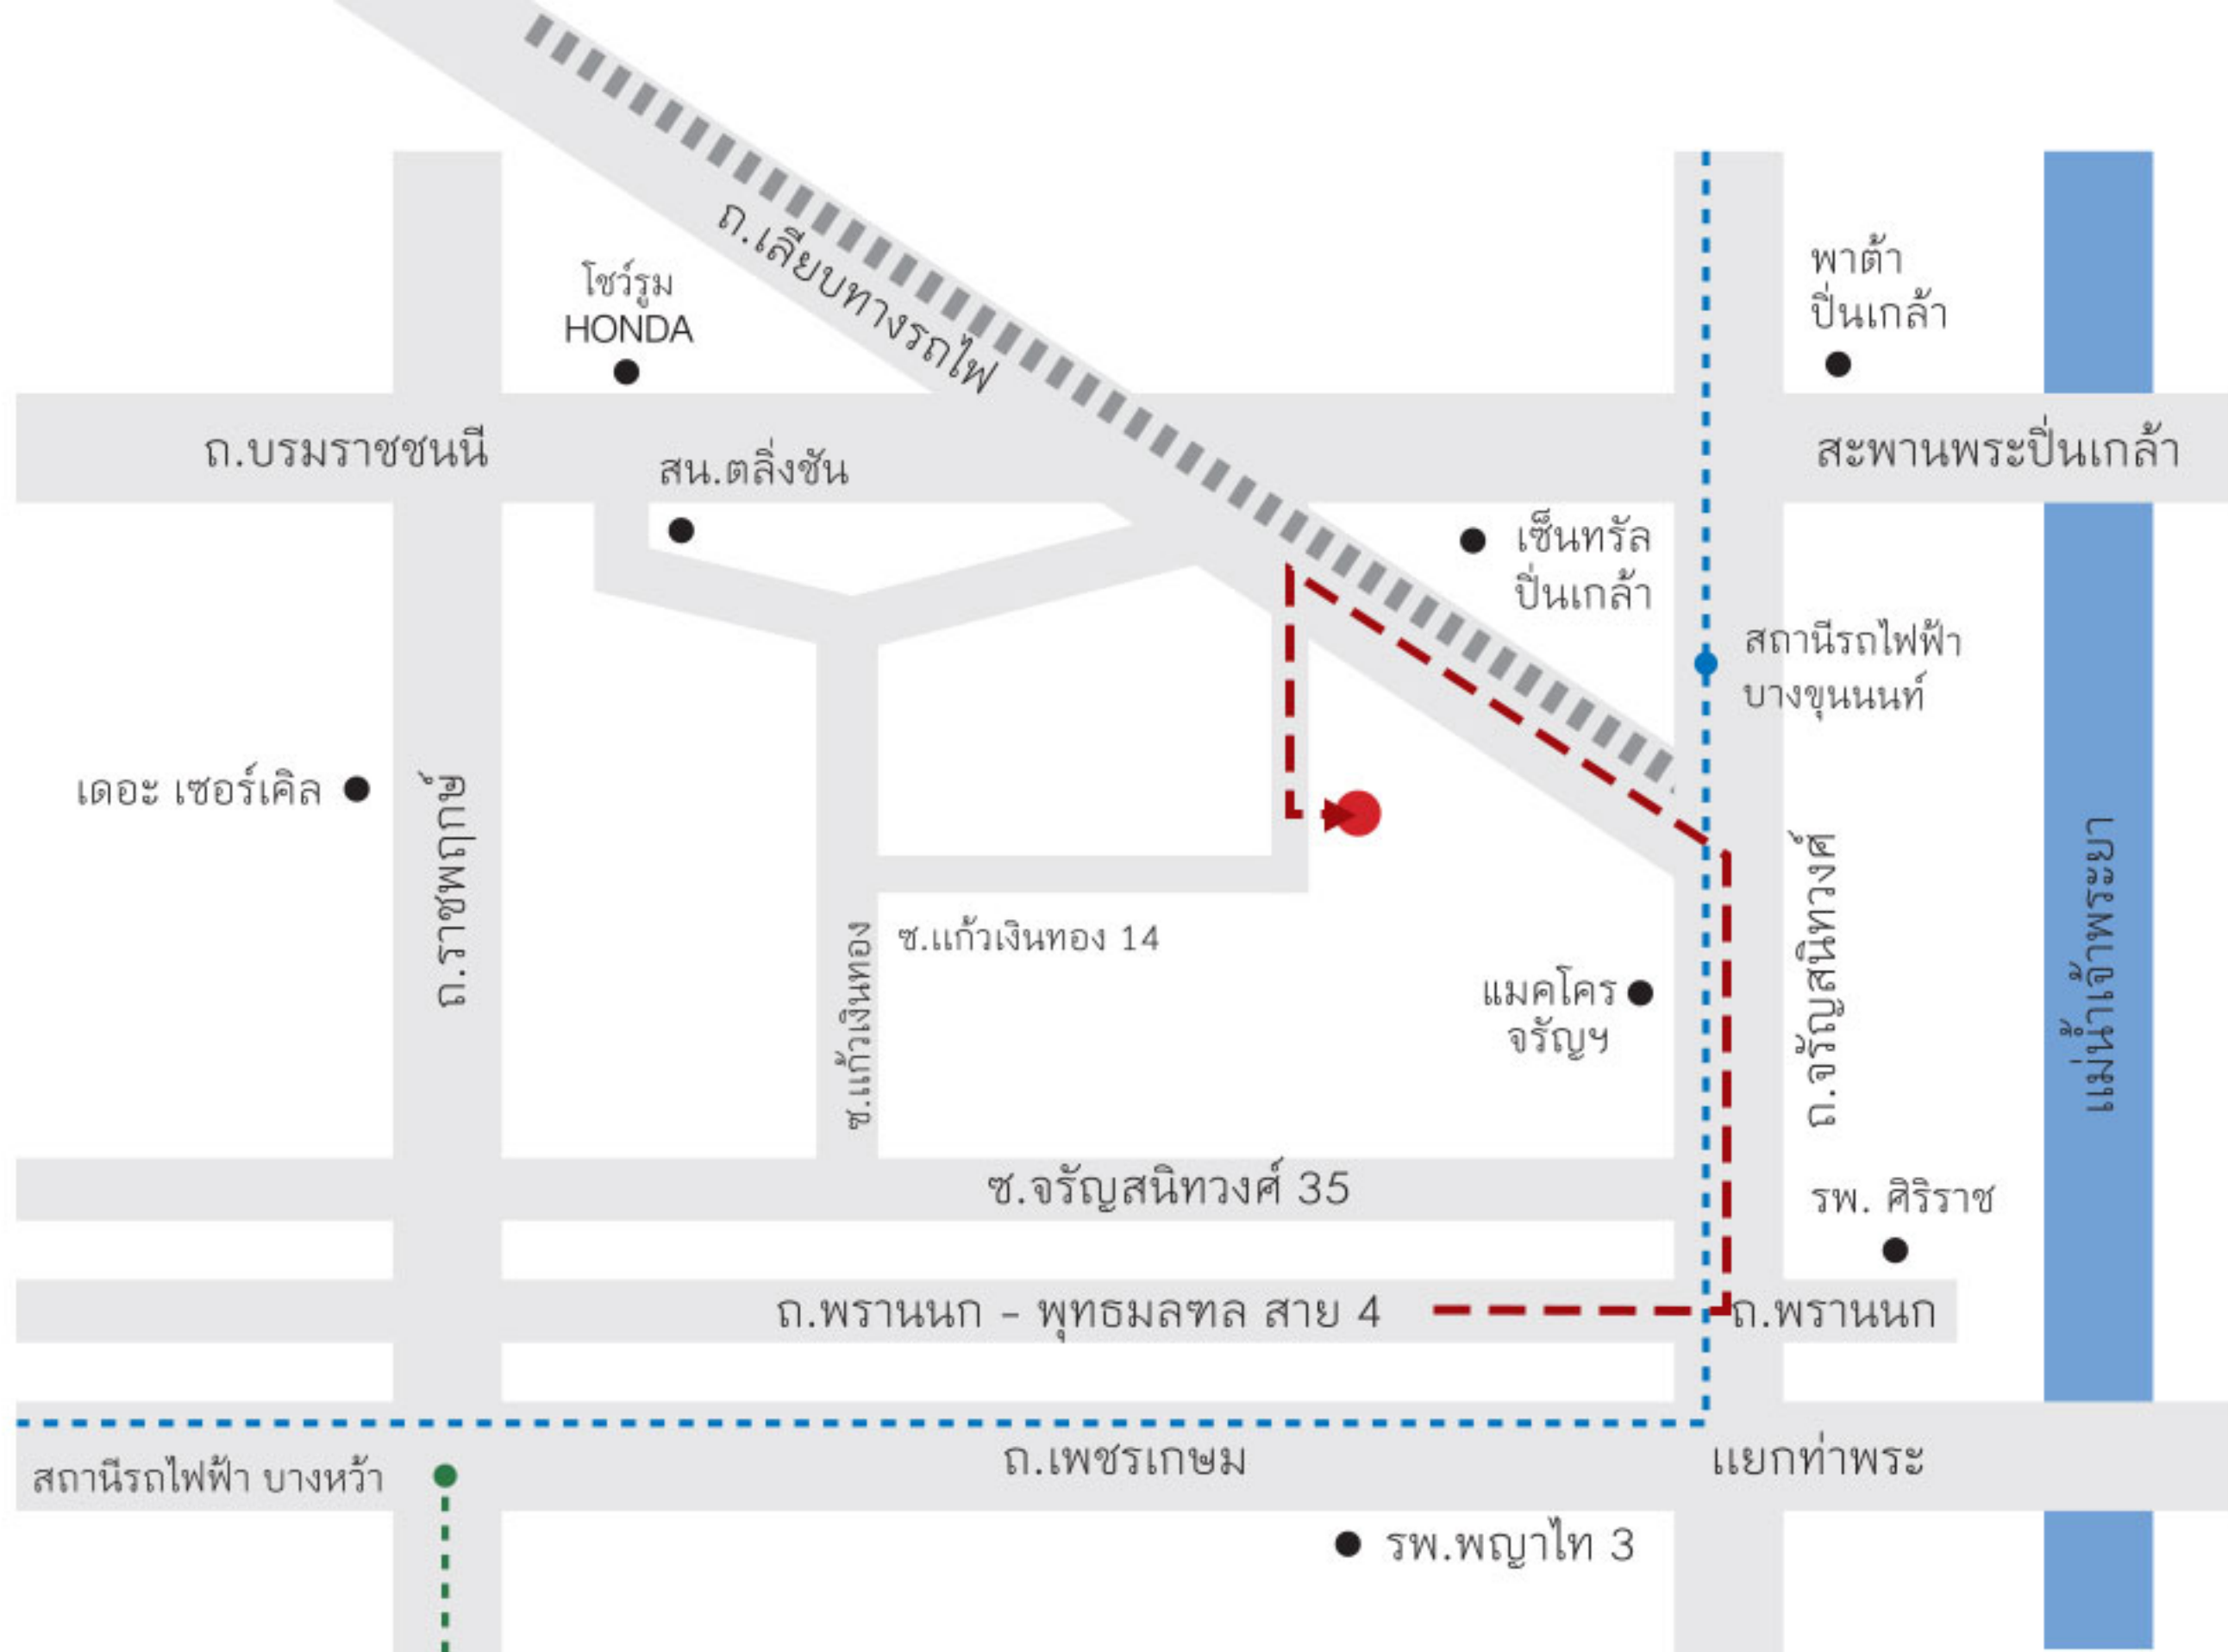 ถ.เลียบทางรถไฟ
พาต้า
ปิ่นเกล้า
โชว์รูม
HONDA
ถ.บรมราชชนนี
สน.ตลิ่งชัน
สะพานพระปิ่นเกล้า
เซ็นทรัล
ปิ่นเกล้า
สถานีรถไฟฟ้า
บางขุนนนท์
เดอะ เซอร์เคิล
ถ.ราชพฤกษ์
ซ.แก้วเงินทอง 14
ซ.แก้วเงินทอง
แมคโคร
จรัญฯ
ถ.จรัญสนิทวงศ์
แม่น้ำเจ้าพระยา
ซ.จรัญสนิทวงศ์ 35
รพ. ศิริราช
ถ.พรานนก - พุทธมลฑล สาย 4
ถ.พรานนก
สถานีรถไฟฟ้า บางหว้า
ถ.เพชรเกษม
แยกท่าพระ
รพ.พญาไท 3